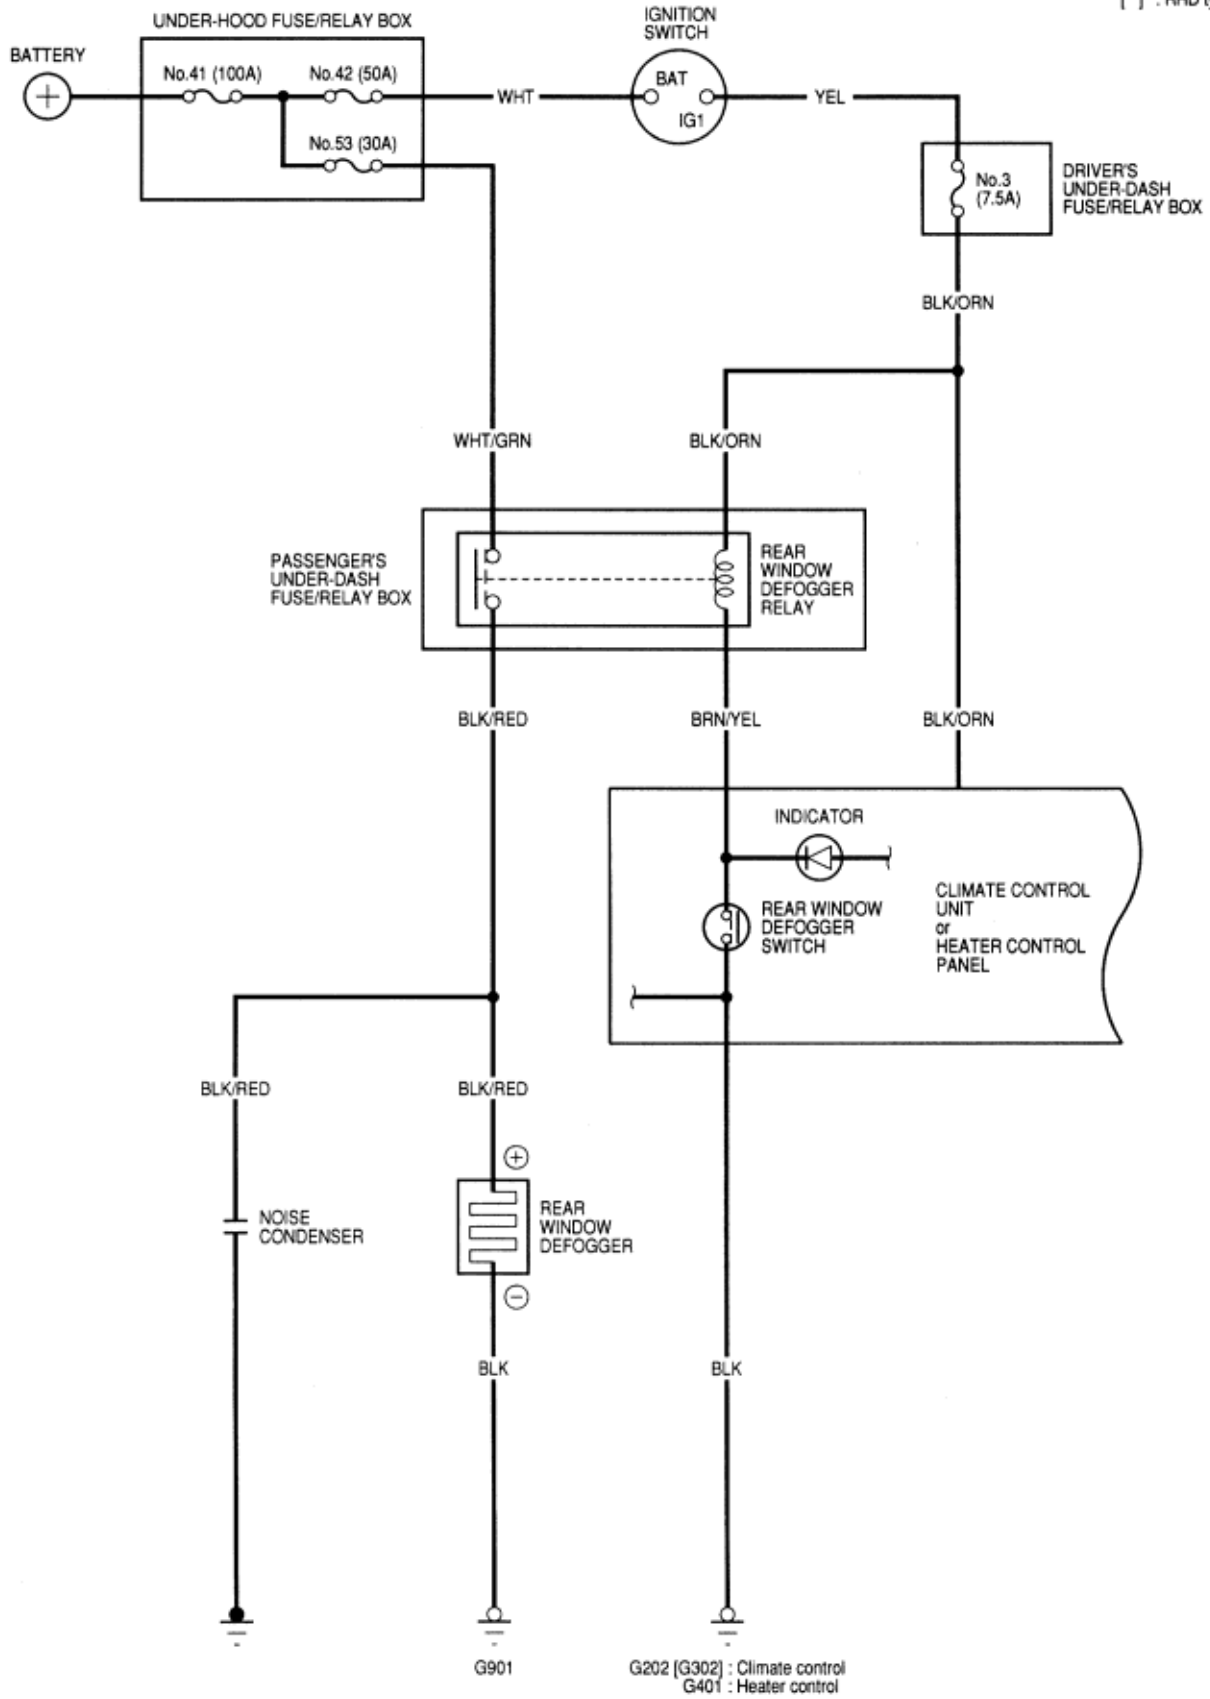 [ ] : RHD
UNDER-HOOD FUSE/RELAY BOX
IGNITION
SWITCH
BATTERY
No.41 (100A)
No.42 (50A)
BAT
WHT
YEL
IG1
No.53 (30A)
No.3
(7.5A)
DRIVER'S
UNDER-DASH
FUSE/RELAY BOX
BLK/ORN
WHT/GRN
BLK/ORN
PASSENGER'S
UNDER-DASH
FUSE/RELAY BOX
REAR
WINDOW
DEFOGGER
RELAY
BLK/RED
BRN/YEL
BLK/ORN
INDICATOR
REAR WINDOW
DEFOGGER
SWITCH
CLIMATE CONTROL
UNIT
or
HEATER CONTROL
PANEL
BLK/RED
BLK/RED
+
NOISE
CONDENSER
REAR
WINDOW
DEFOGGER
−
BLK
BLK
G901
G202 [G302] : Climate control
G401 : Heater control